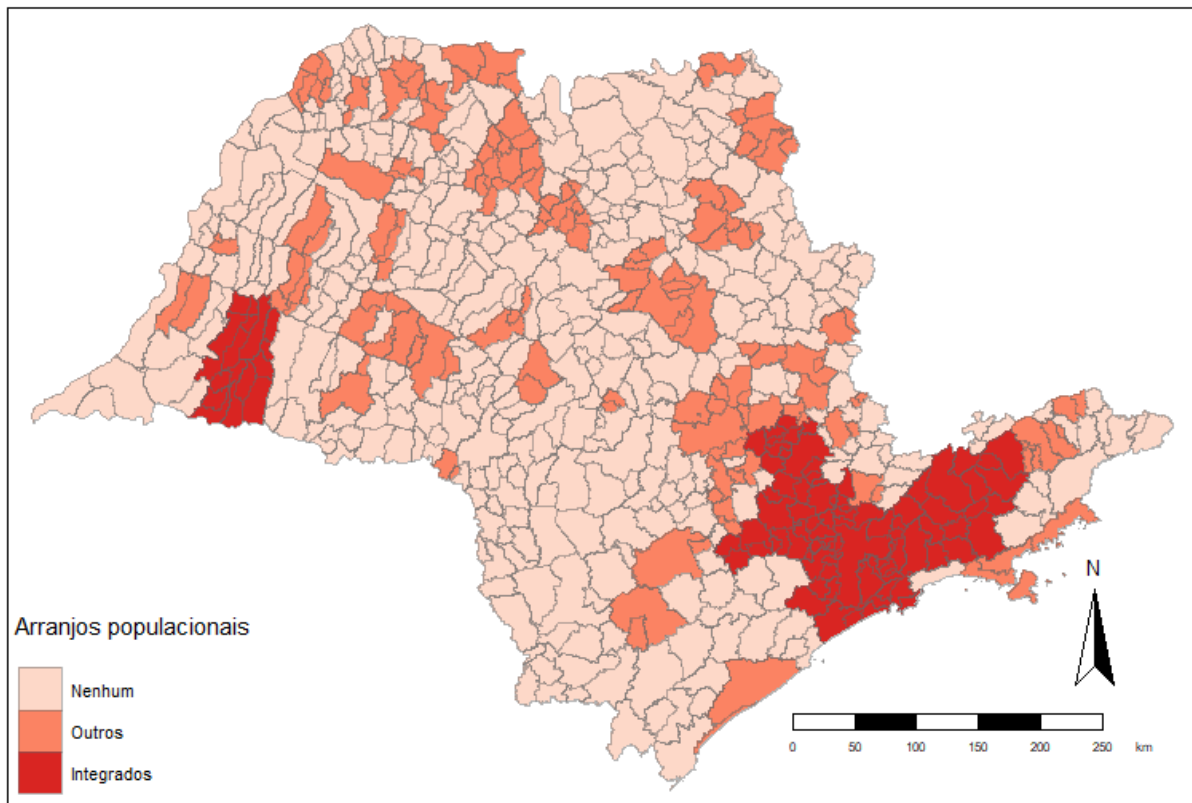 N
Arranjos populacionais
Nenhum
Outros
Integrados
0 50 100 150 200 250 km